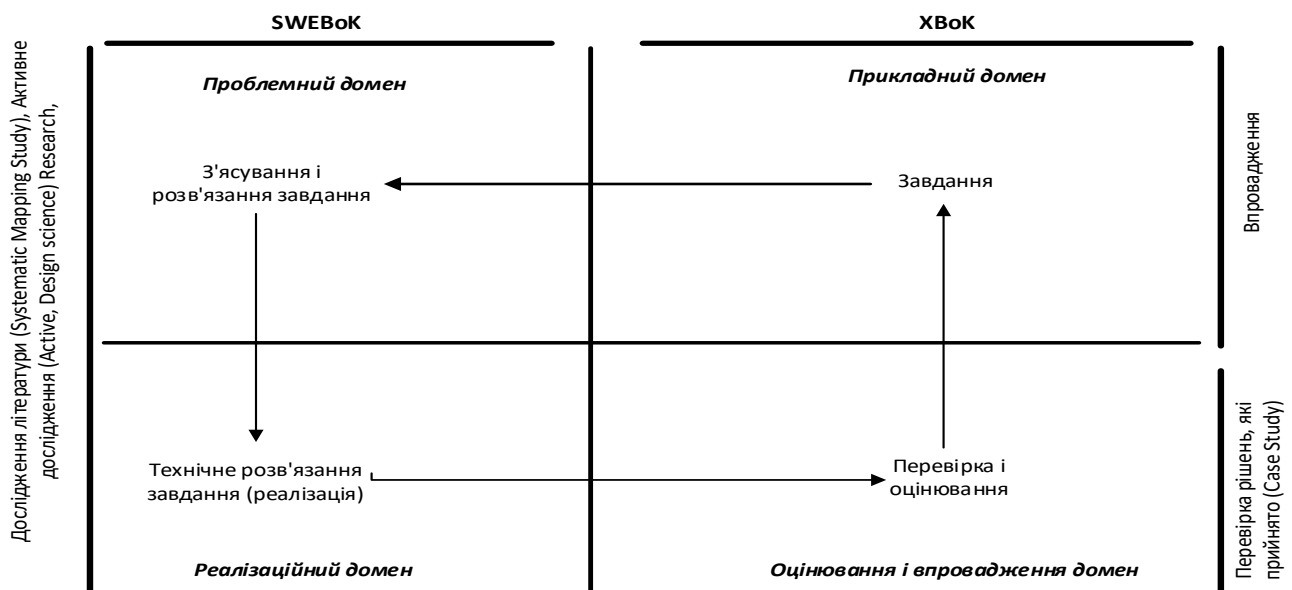 SWEBoK
XBoK
Проблемний домен
Прикладний домен
З'ясування і
розв'язання завдання
Завдання
Технічне розв'язання
завдання (реалізація)
Перевірка і
оцінювання
Реалізаційний домен
Оцінювання і впровадження домен
Дослідження літератури (Systematic Mapping Study), Активне
дослідження (Active, Design science) Research,
Впровадження
Перевірка рішень, які
прийнято (Case Study)